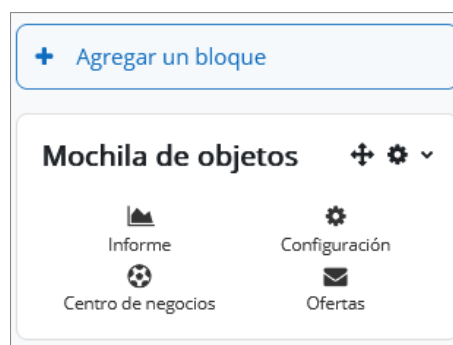 Agregar un bloque
Mochila de objetos
Informe
Configuración
Centro de negocios
Ofertas